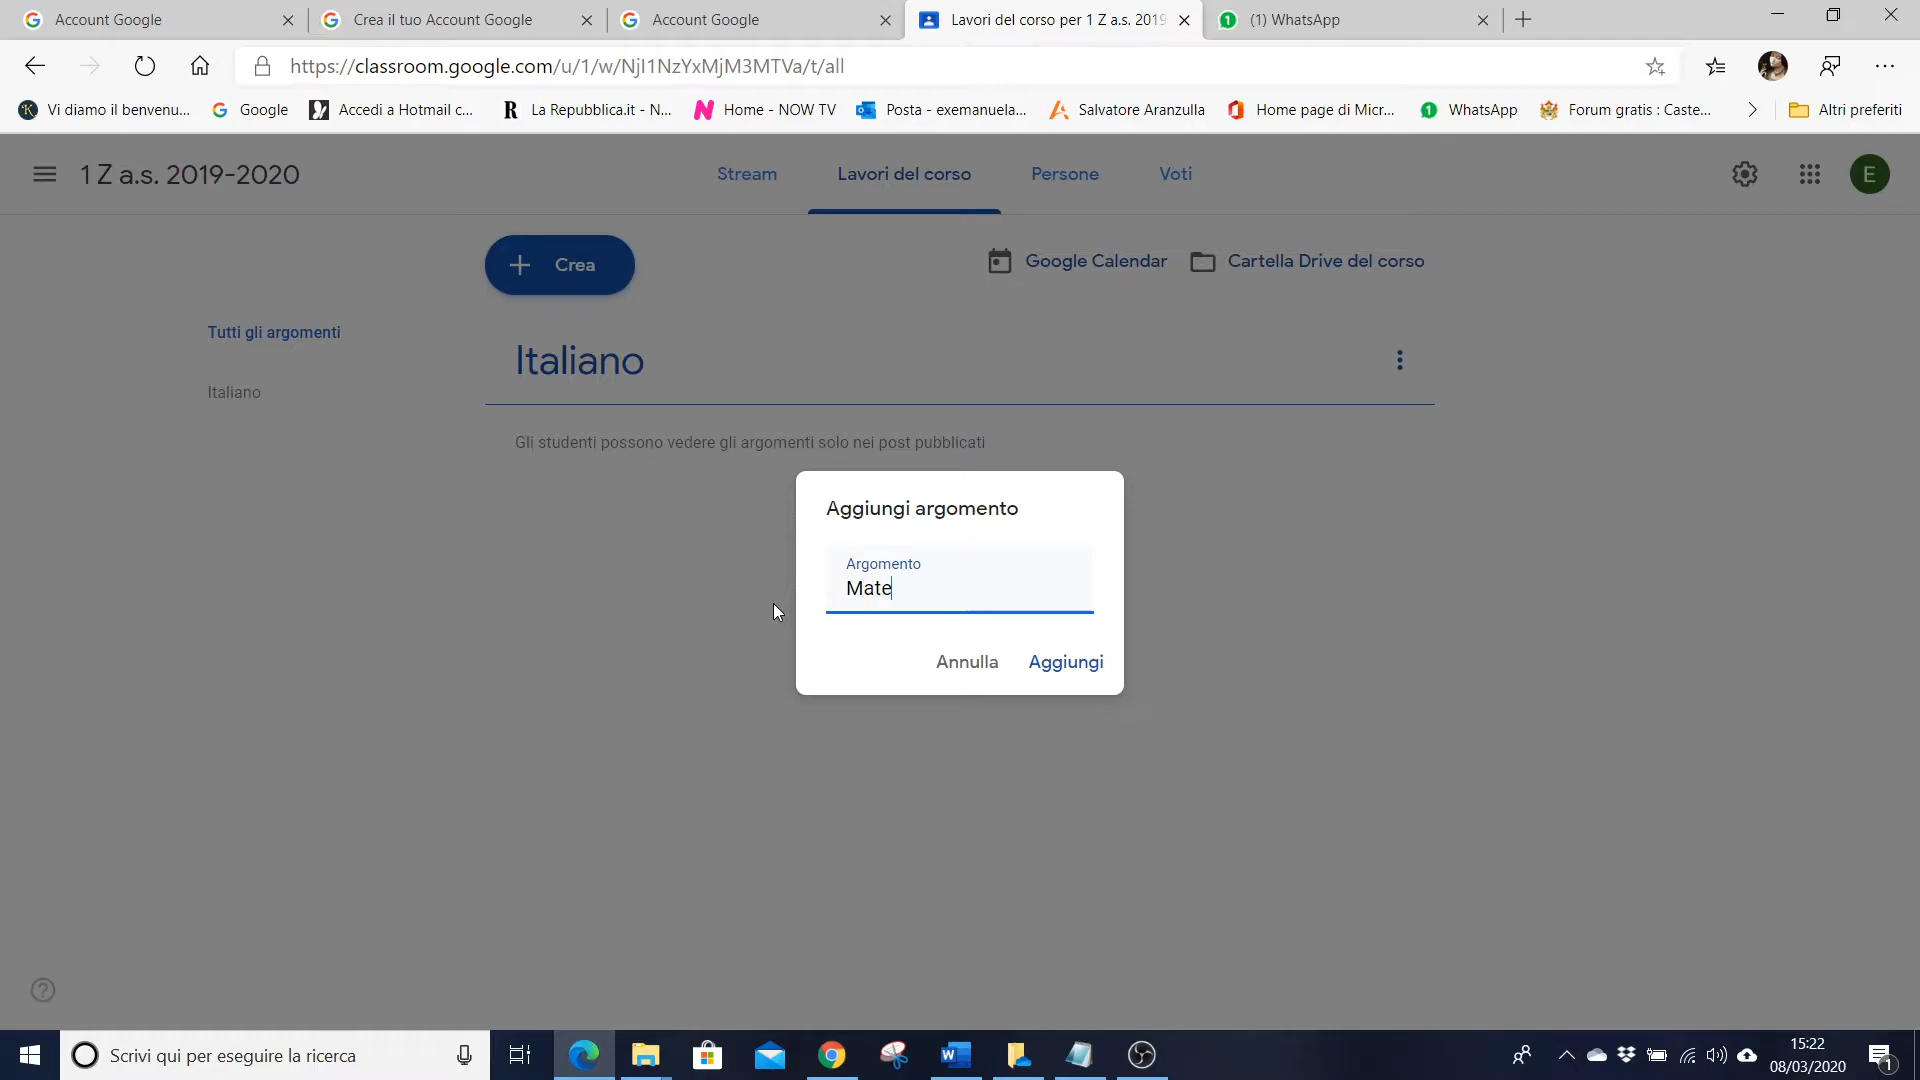 Account Google
Crea il tuo Account Google
Account Google
Lavori del corso per 1 Z a.s. 2019
(1) WhatsApp
https://classroom.google.com/u/1/w/NjI1NzYxMjM3MTVa/t/all
Vi diamo il benvenu...
Google
Accedi a Hotmail c...
La Repubblica.it - N...
Home - NOW TV
Posta - exemanuela...
Salvatore Aranzulla
Home page di Micr...
WhatsApp
Forum gratis : Caste...
Altri preferiti
1 Z a.s. 2019-2020
Stream
Lavori del corso
Persone
Voti
E
Crea
Google Calendar
Cartella Drive del corso
Tutti gli argomenti
Italiano
Italiano
Gli studenti possono vedere gli argomenti solo nei post pubblicati
Aggiungi argomento
Argomento
Mate
Annulla
Aggiungi
Scrivi qui per eseguire la ricerca
15:22
08/03/2020
1